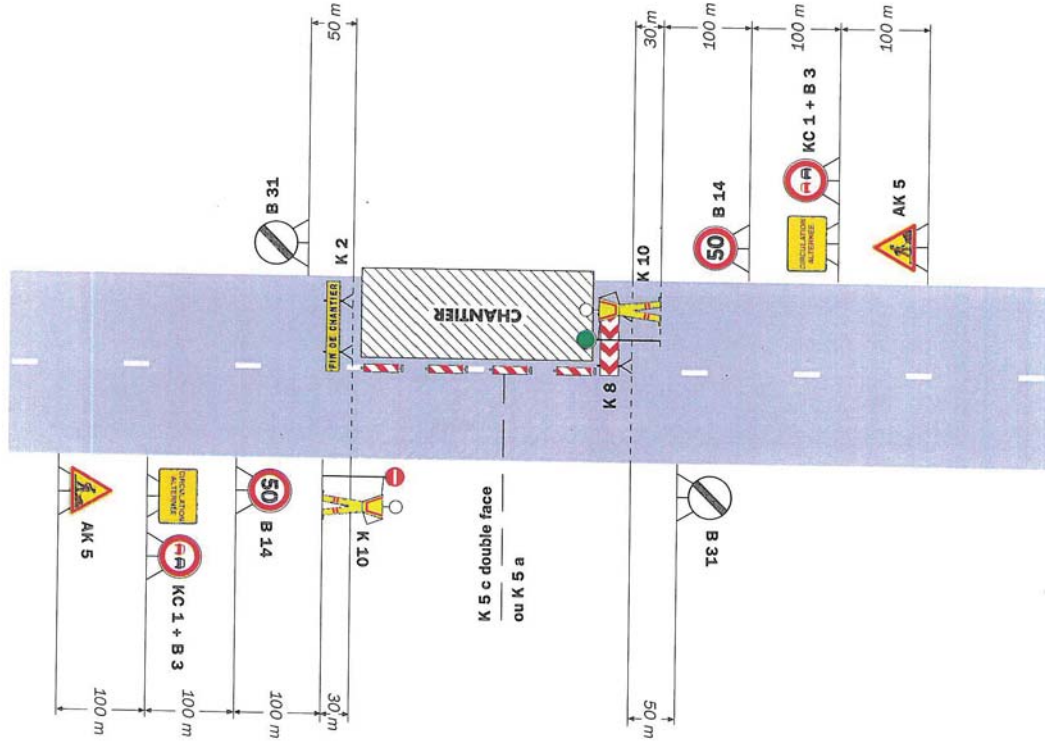 50 m
30 m
100 m
100 m
100 m
B 31
K 2
FIN DE CHANTIER
CHANTIER
K 10
K 8
50
B 14
KC 1 + B 3
CIRCULATION
ALTERNÉE
AK 5
AK 5
CIRCULATION
ALTERNÉE
KC 1 + B 3
50
B 14
K 10
K 5 c double face
ou K 5 a
B 31
100 m
100 m
100 m
30 m
50 m